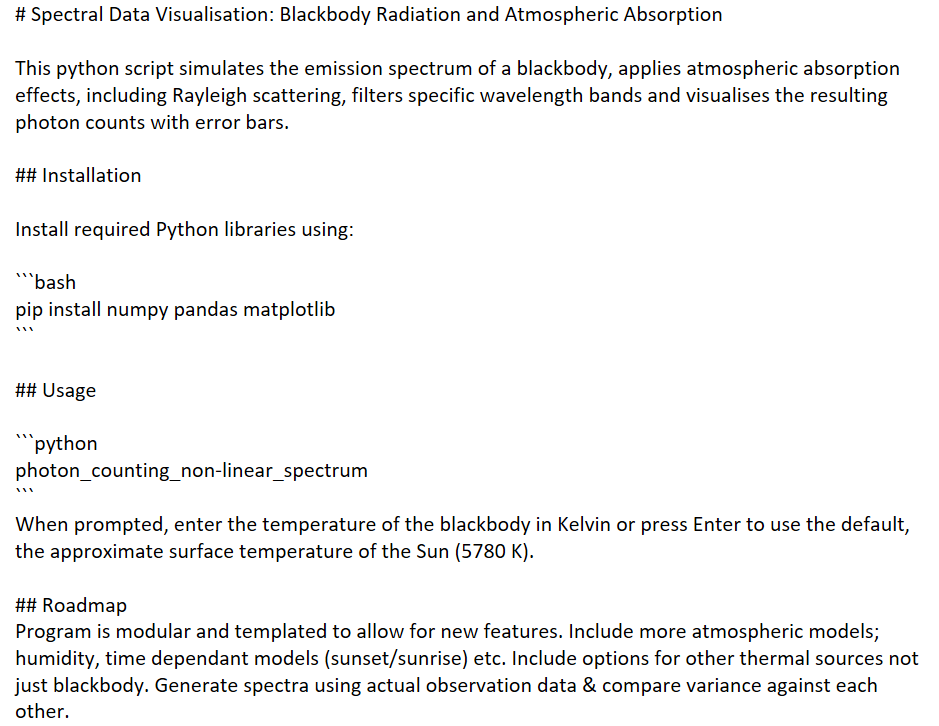 # Spectral Data Visualisation: Blackbody Radiation and Atmospheric Absorption
This python script simulates the emission spectrum of a blackbody, applies atmospheric absorption
effects, including Rayleigh scattering, filters specific wavelength bands and visualises the resulting
photon counts with error bars.
## Installation
Install required Python libraries using:
```bash
pip install numpy pandas matplotlib
```
## Usage
```python
photon_counting_non-linear_spectrum
```
When prompted, enter the temperature of the blackbody in Kelvin or press Enter to use the default,
the approximate surface temperature of the Sun (5780 K).
## Roadmap
Program is modular and templated to allow for new features. Include more atmospheric models;
humidity, time dependant models (sunset/sunrise) etc. Include options for other thermal sources not
just blackbody. Generate spectra using actual observation data & compare variance against each
other.